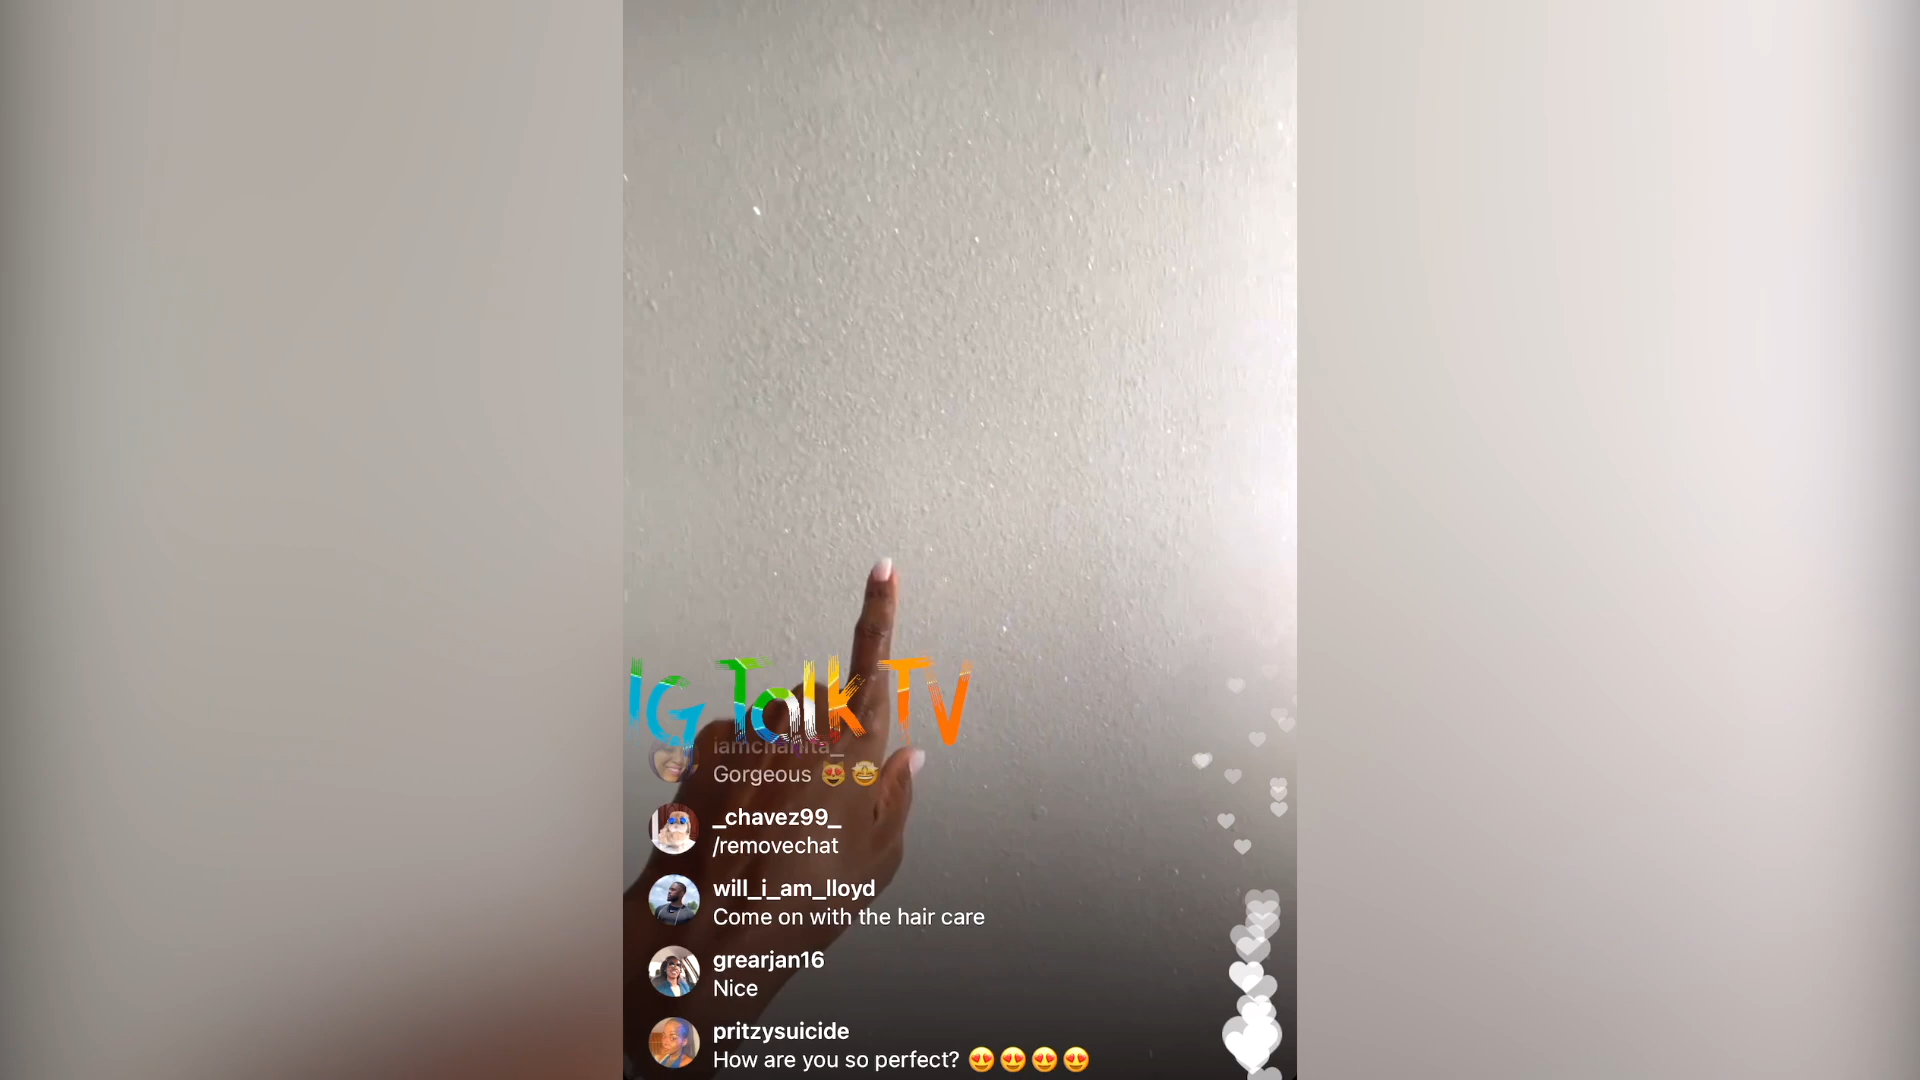 IG Talk TV
iamchanita_
Gorgeous 😻 🤩
_chavez99_
/removechat
will_i_am_lloyd
Come on with the hair care
grearjan16
Nice
pritzysuicide
How are you so perfect? 😍 😍 😍 😍